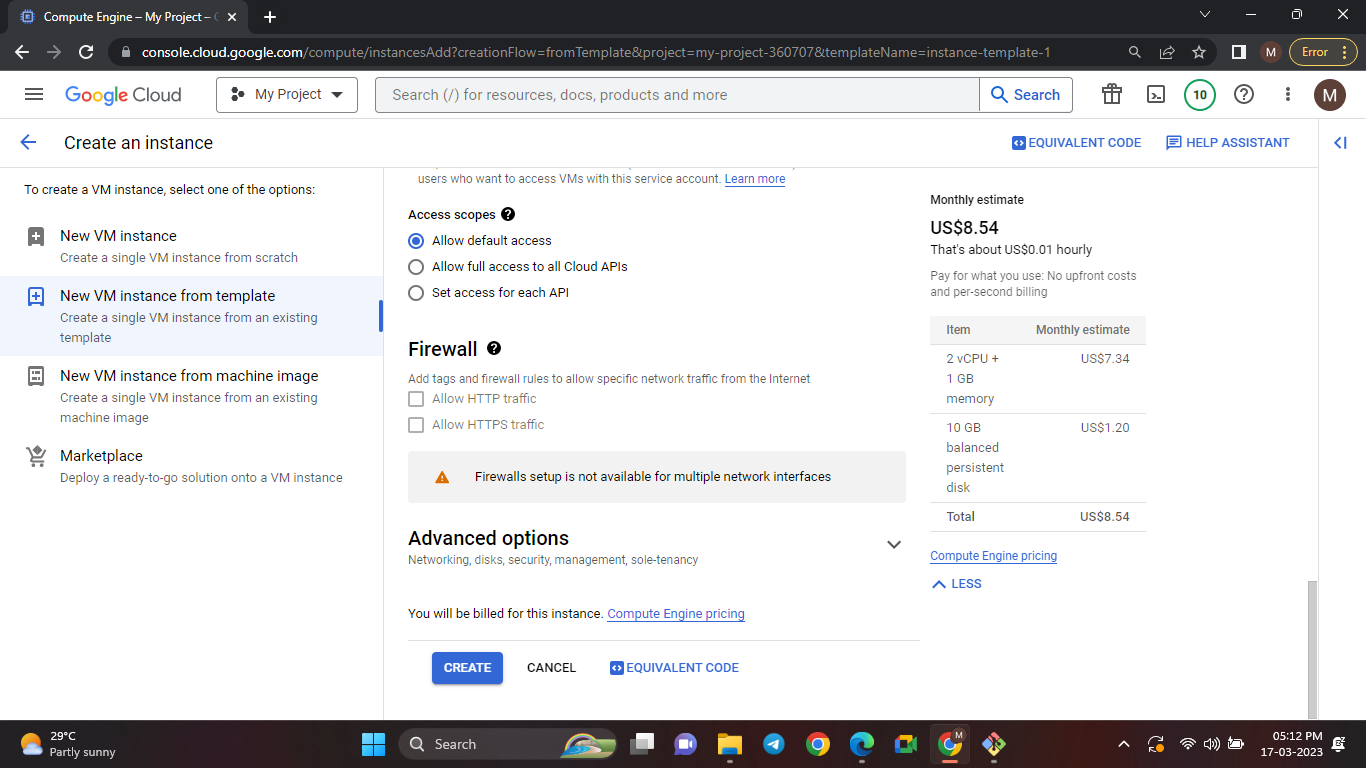 Compute Engine – My Project – G
console.cloud.google.com/compute/instancesAdd?creationFlow=fromTemplate&project=my-project-360707&templateName=instance-template-1
M
Error
Google Cloud
My Project
Search (/) for resources, docs, products and more
Search
10
M
Create an instance
EQUIVALENT CODE
HELP ASSISTANT
To create a VM instance, select one of the options:
New VM instance
Create a single VM instance from scratch
New VM instance from template
Create a single VM instance from an existing
template
New VM instance from machine image
Create a single VM instance from an existing
machine image
Marketplace
Deploy a ready-to-go solution onto a VM instance
users who want to access VMs with this service account. Learn more
Access scopes
Allow default access
Allow full access to all Cloud APIs
Set access for each API
Firewall
Add tags and firewall rules to allow specific network traffic from the Internet
Allow HTTP traffic
Allow HTTPS traffic
Firewalls setup is not available for multiple network interfaces
Advanced options
Networking, disks, security, management, sole-tenancy
You will be billed for this instance. Compute Engine pricing
CREATE
CANCEL
EQUIVALENT CODE
Monthly estimate
US$8.54
That's about US$0.01 hourly
Pay for what you use: No upfront costs
and per-second billing
Item Monthly estimate
2 vCPU + US$7.34
1 GB
memory
10 GB US$1.20
balanced
persistent
disk
Total US$8.54
Compute Engine pricing
LESS
29°C
Partly sunny
Search
M
05:12 PM
17-03-2023